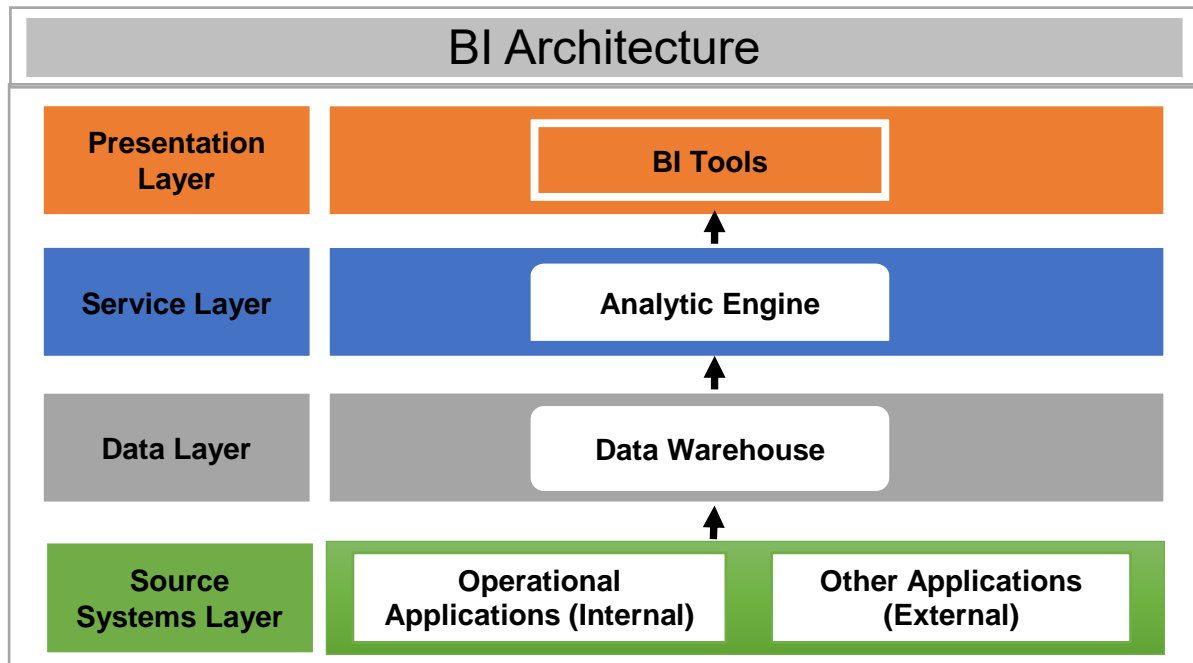 BI Architecture
Presentation
Layer
BI Tools
Service Layer
Analytic Engine
Data Layer
Data Warehouse
Source
Systems Layer
Operational
Applications (Internal)
Other Applications
(External)